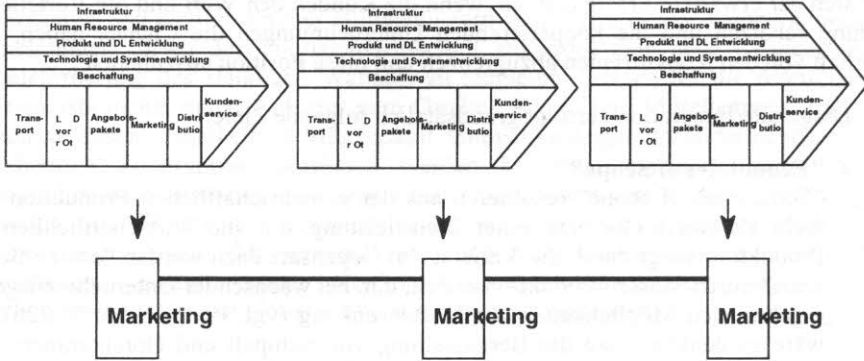 Infrastruktur
Human Resource Management
Produkt und DL Entwicklung
Technologie und Systementwicklung
Beschaffung
Trans-
port
L D
vor
r Ot
Angebots-
pakete
Marketing
Distri-
butio
Kunden-
service
Infrastruktur
Human Resource Management
Produkt und DL Entwicklung
Technologie und Systementwicklung
Beschaffung
Trans-
port
L D
vor
r Ot
Angebots-
pakete
Marketing
Distri-
butio
Kunden-
service
Infrastruktur
Human Resource Management
Produkt und DL Entwicklung
Technologie und Systementwicklung
Beschaffung
Trans-
port
L D
vor
r Ot
Angebots-
pakete
Marketing
Distri-
butio
Kunden-
service
Marketing
Marketing
Marketing